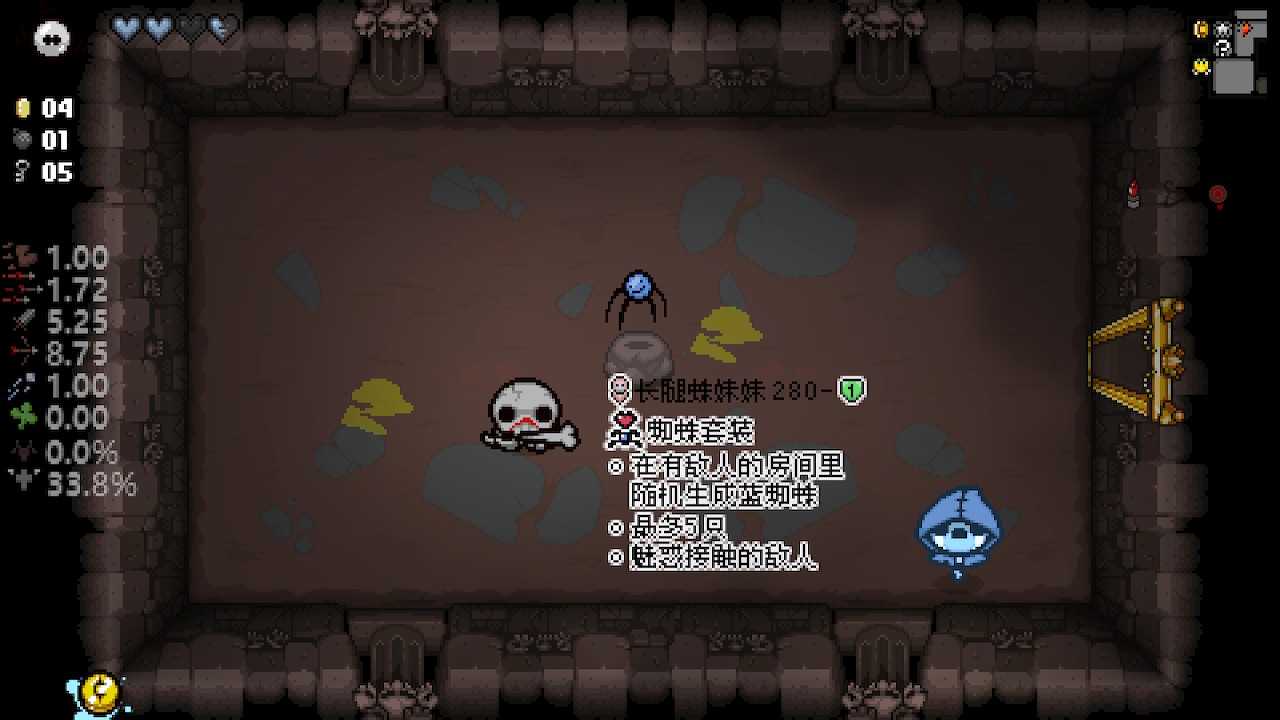 04
01
05
1.00
1.72
5.25
8.75
1.00
0.00
0.0%
33.8%
长腿蛛妹妹 280-1
蜘蛛套装
在有敌人的房间里
随机生成蓝蜘蛛
最多5只
魅惑接触的敌人